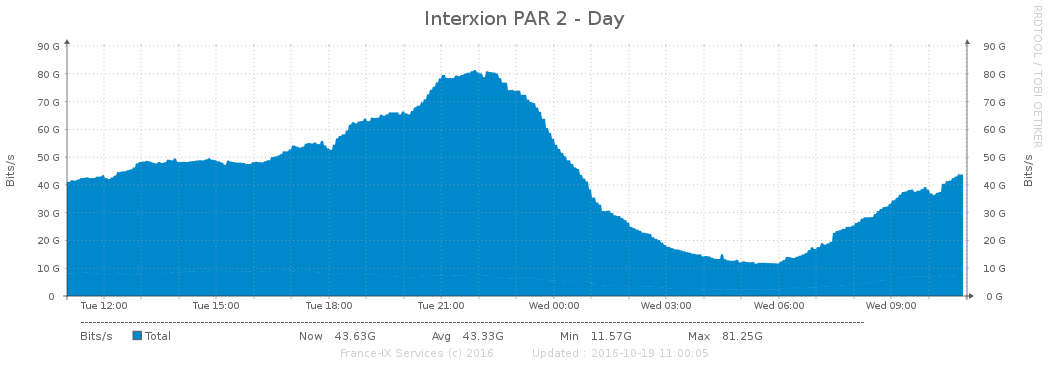 Interxion PAR 2 - Day
RRDTOOL / TOBI OETIKER
Bits/s
90 G 90 G
80 G 80 G
70 G 70 G
60 G 60 G
50 G 50 G
40 G 40 G
30 G 30 G
20 G 20 G
10 G 10 G
0 0 G
Bits/s
Tue 12:00 Tue 15:00 Tue 18:00 Tue 21:00 Wed 00:00 Wed 03:00 Wed 06:00 Wed 09:00
Bits/s Total Now 43.63G Avg 43.33G Min 11.57G Max 81.25G
France-IX Services (c) 2016 Updated : 2016-10-19 11:00:05